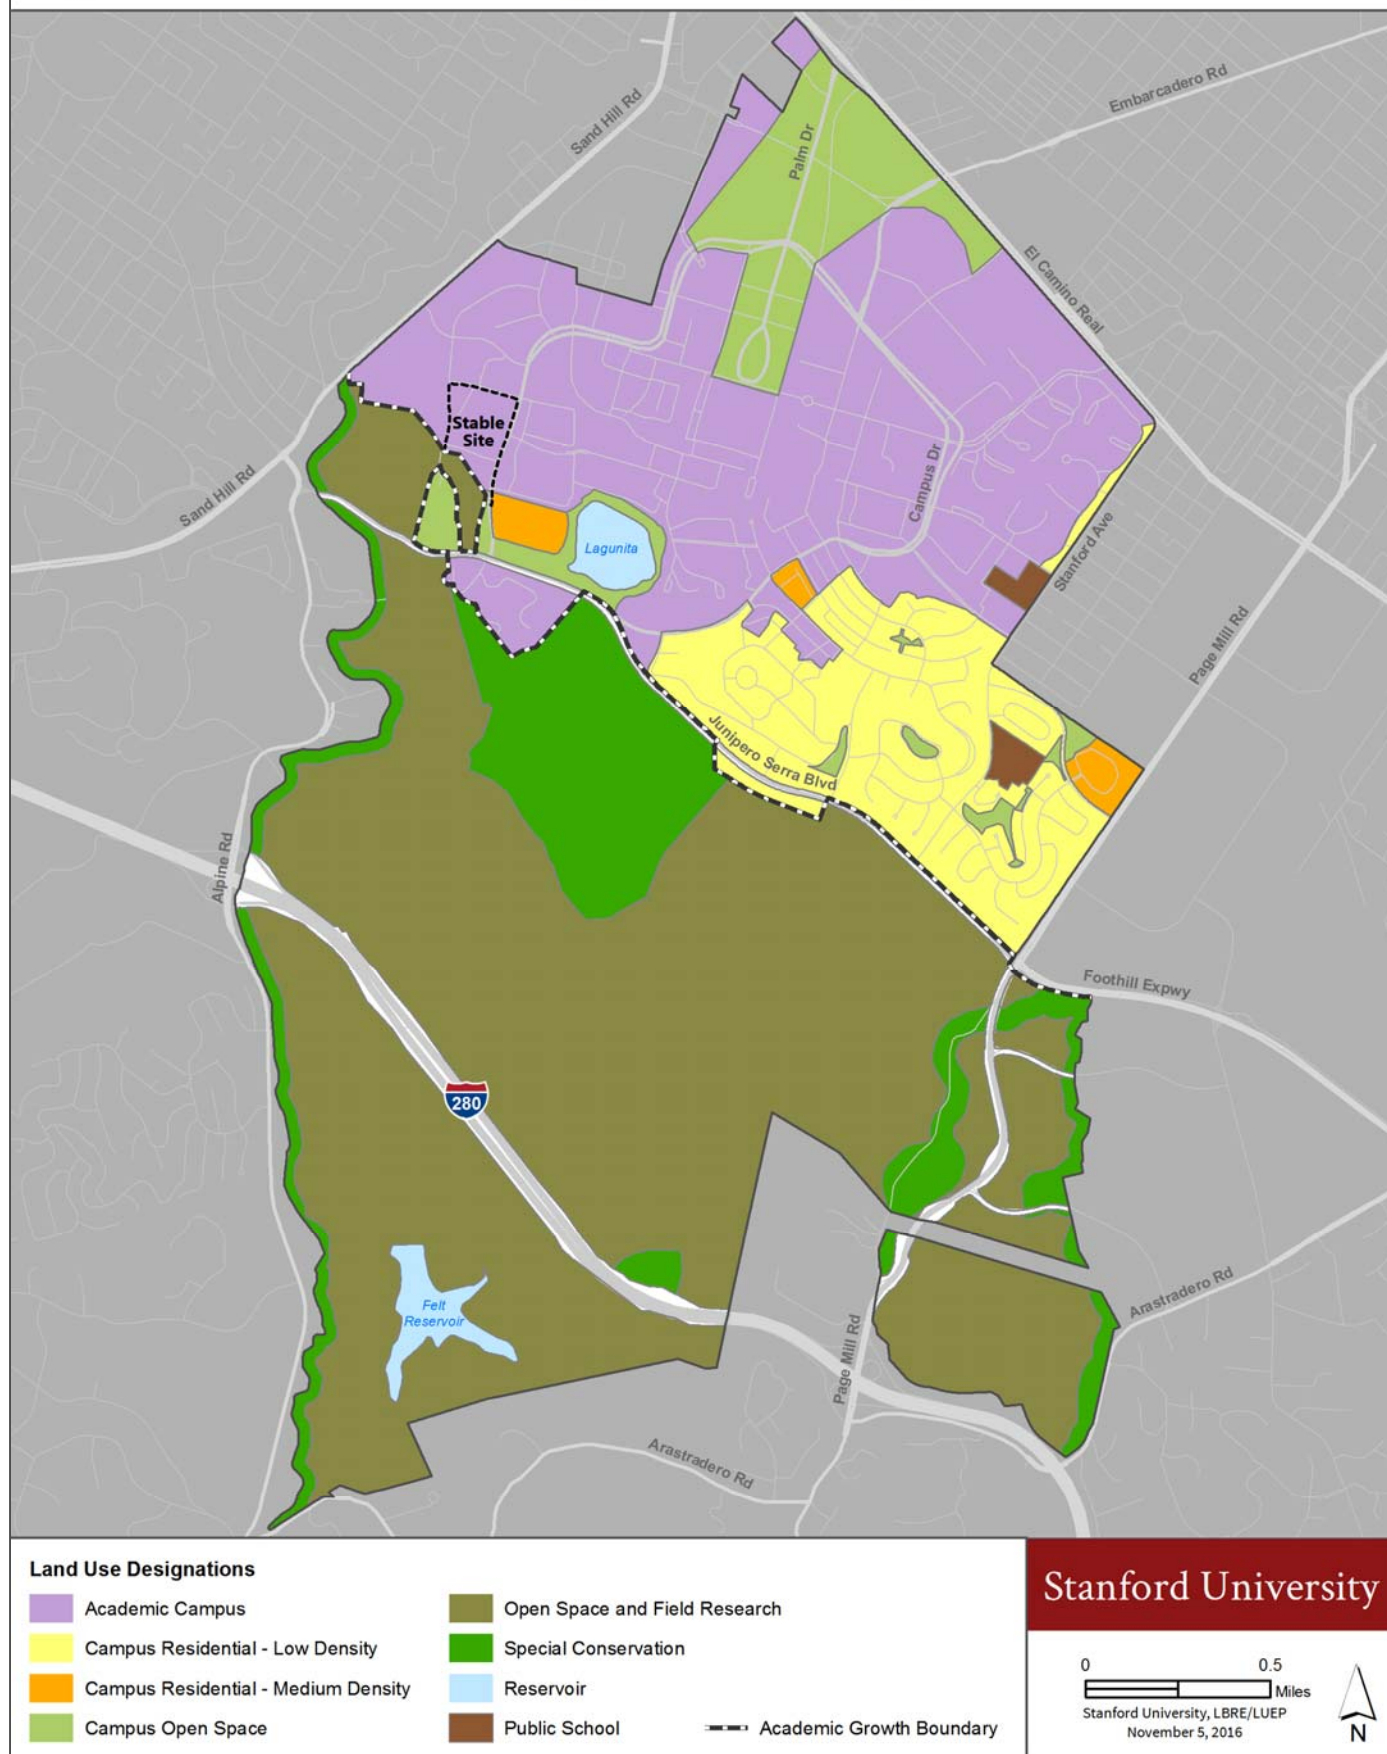 Embarcadero Rd
Sand Hill Rd
Palm Dr
El Camino Real
Stable
Site
Sand Hill Rd
Campus Dr
Lagunita
Stanford Ave
Page Mill Rd
Junipero Serra Blvd
Alpine Rd
Foothill Expwy
280
Felt
Reservoir
Arastradero Rd
Page Mill Rd
Arastradero Rd
Land Use Designations
Academic Campus
Campus Residential - Low Density
Campus Residential - Medium Density
Campus Open Space
Open Space and Field Research
Special Conservation
Reservoir
Public School
Academic Growth Boundary
Stanford University
0 0.5
Miles
Stanford University, LBRE/LUEP
November 5, 2016
N